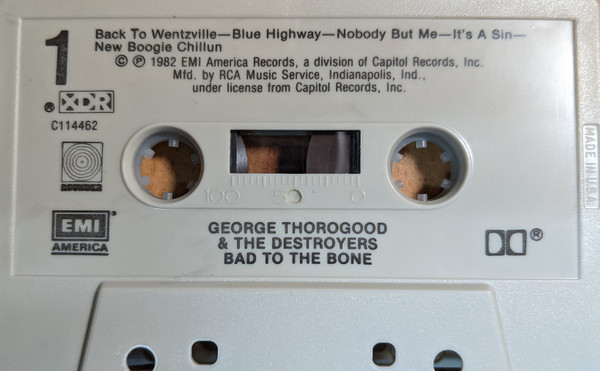 1
Back To Wentzville—Blue Highway—Nobody But Me—It's A Sin—
New Boogie Chillun
© ℗ 1982 EMI America Records, a division of Capitol Records, Inc.
Mfd. by RCA Music Service, Indianapolis, Ind.,
under license from Capitol Records, Inc.
® XDR
C114462
ROUNDER
100 50 0
EMI ®
AMERICA
GEORGE THOROGOOD
& THE DESTROYERS
BAD TO THE BONE
®
MADE IN U.S.A.